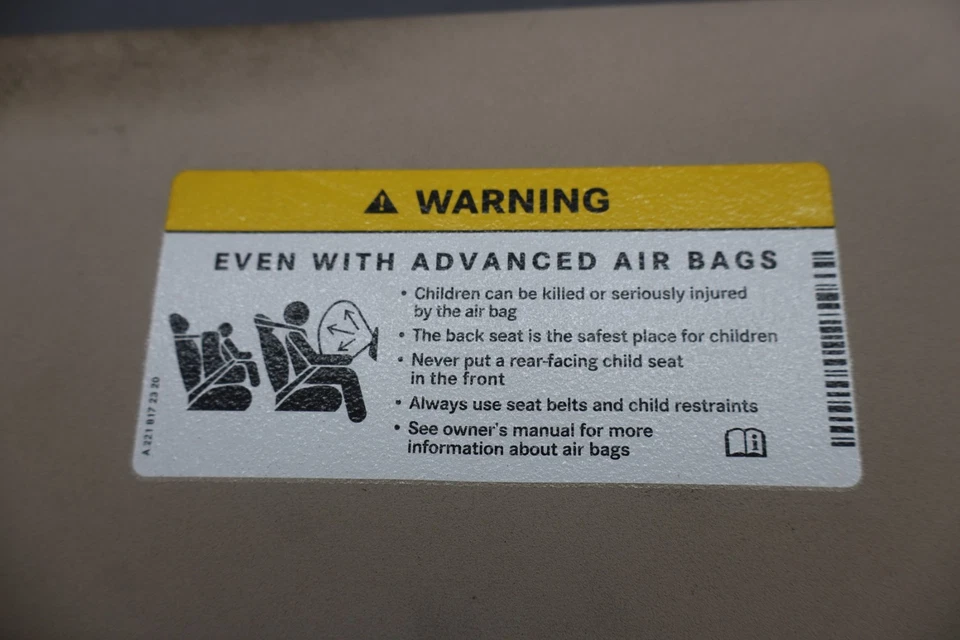 WARNING
EVEN WITH ADVANCED AIR BAGS
• Children can be killed or seriously injured
by the air bag
• The back seat is the safest place for children
• Never put a rear-facing child seat
in the front
• Always use seat belts and child restraints
• See owner's manual for more
information about air bags
A 221 817 23 20